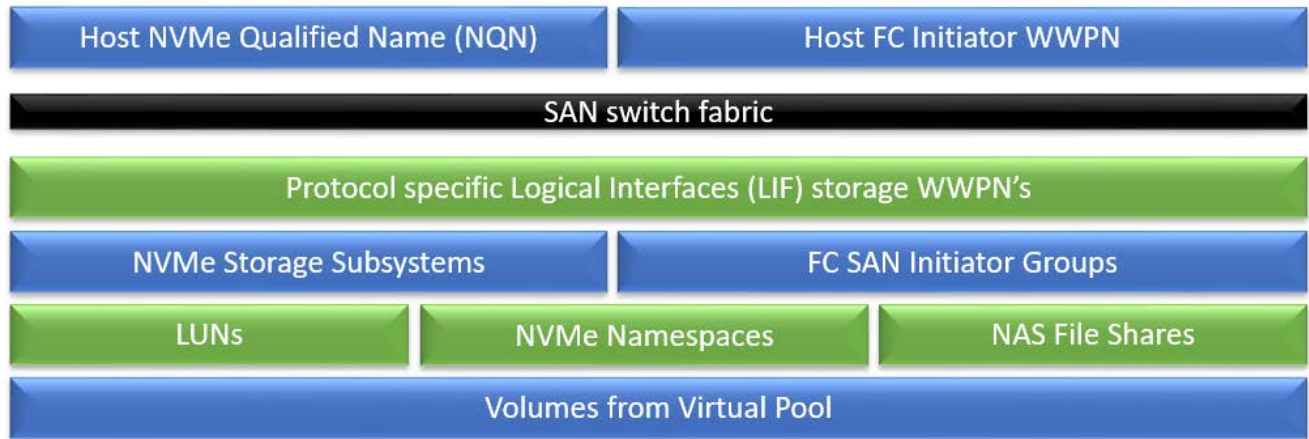 Host NVMe Qualified Name (NQN)
Host FC Initiator WWPN
SAN switch fabric
Protocol specific Logical Interfaces (LIF) storage WWPN's
NVMe Storage Subsystems
FC SAN Initiator Groups
LUNs
NVMe Namespaces
NAS File Shares
Volumes from Virtual Pool